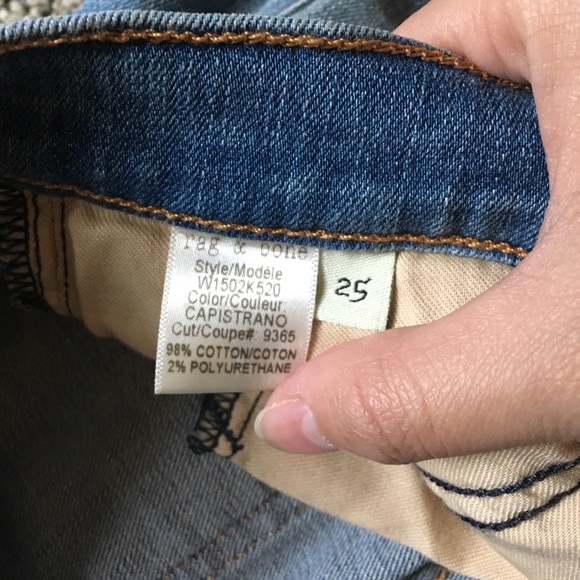 rag & bone
Style/Modèle
W1502K520
Color/Couleur
CAPISTRANO
Cut/Coupe#: 9365
98% COTTON/COTON
2% POLYURETHANE
25